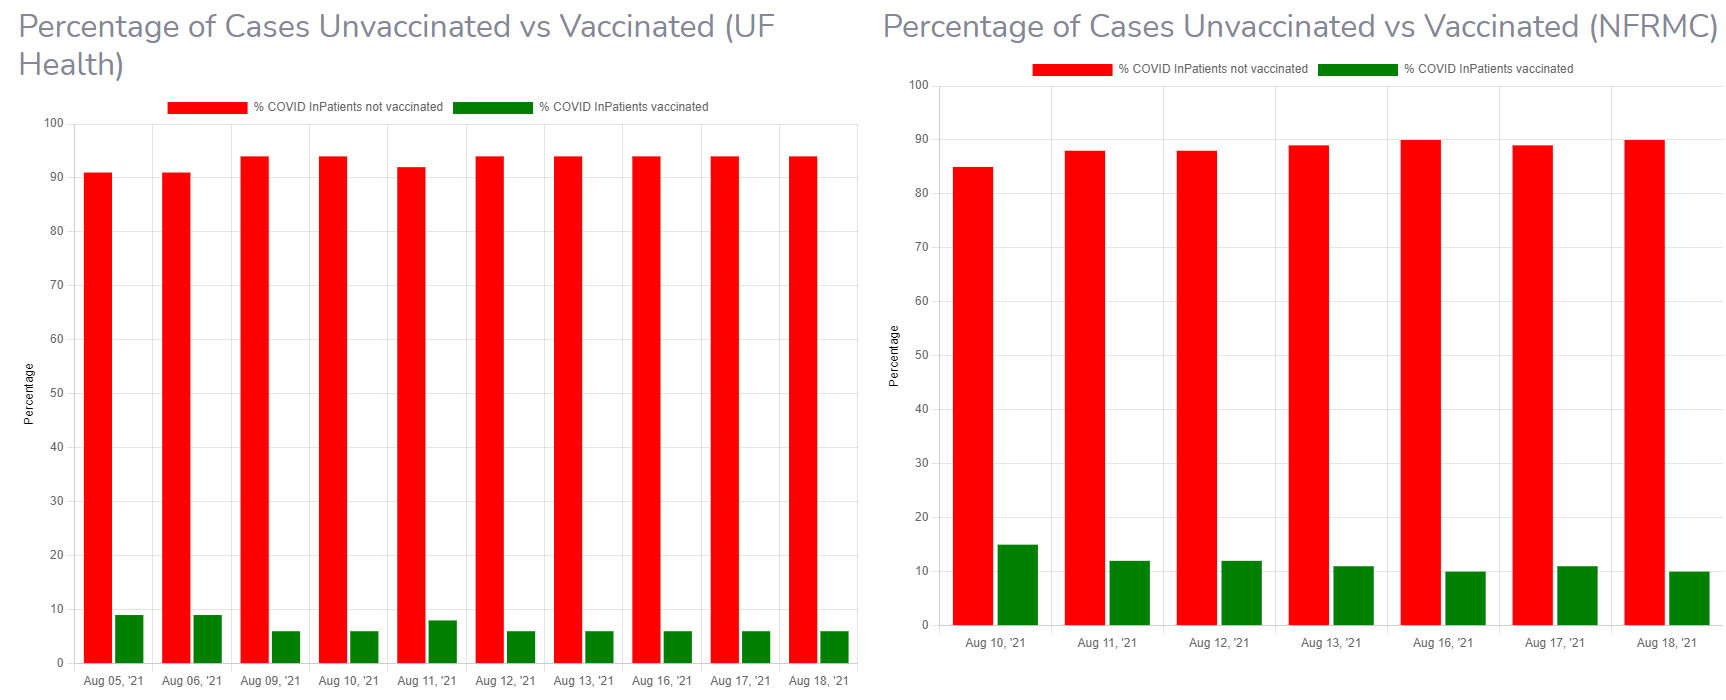 Percentage of Cases Unvaccinated vs Vaccinated (UF
Health)
% COVID InPatients not vaccinated % COVID InPatients vaccinated
100
90
80
70
60
50
40
30
20
10
0
Percentage
Aug 05, '21 Aug 06, '21 Aug 09, '21 Aug 10, '21 Aug 11, '21 Aug 12, '21 Aug 13, '21 Aug 16, '21 Aug 17, '21 Aug 18, '21
Percentage of Cases Unvaccinated vs Vaccinated (NFRMC)
% COVID InPatients not vaccinated % COVID InPatients vaccinated
100
90
80
70
60
50
40
30
20
10
0
Percentage
Aug 10, '21 Aug 11, '21 Aug 12, '21 Aug 13, '21 Aug 16, '21 Aug 17, '21 Aug 18, '21